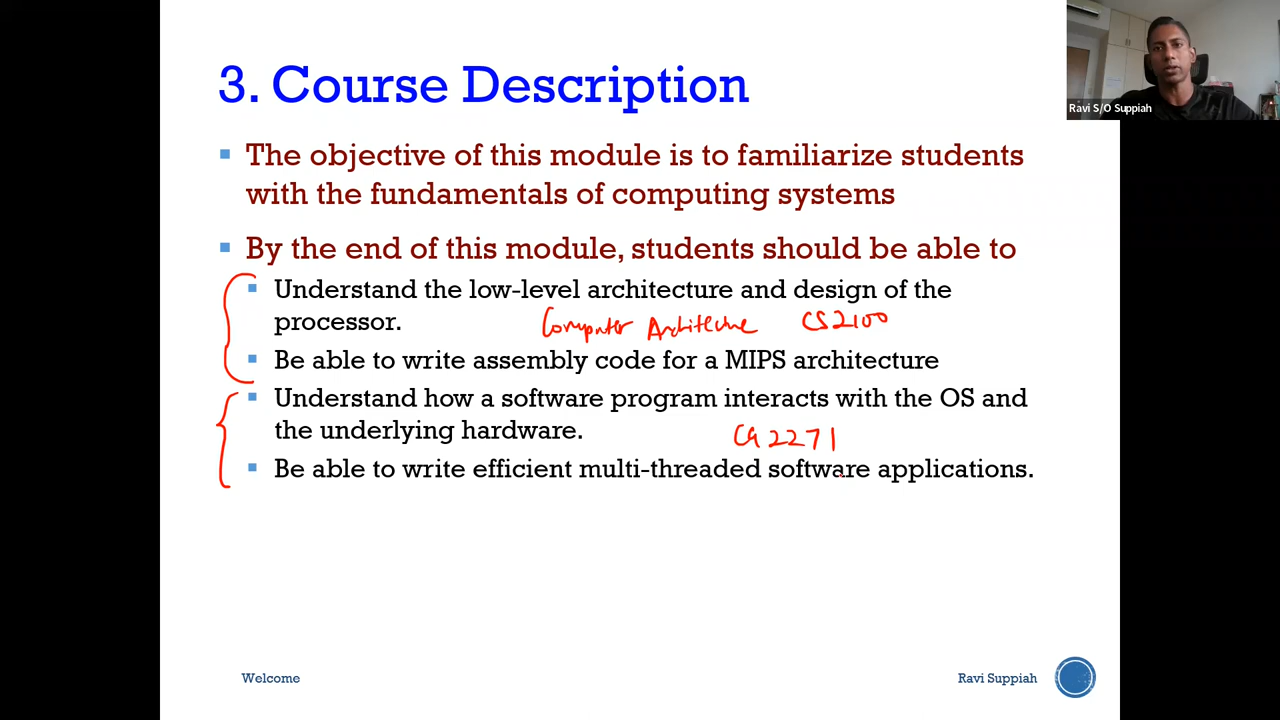 3. Course Description
Ravi S/O Suppiah
The objective of this module is to familiarize students
with the fundamentals of computing systems
By the end of this module, students should be able to
Understand the low-level architecture and design of the
processor.
Computer Architecture CS2100
Be able to write assembly code for a MIPS architecture
Understand how a software program interacts with the OS and
the underlying hardware.
CG2271
Be able to write efficient multi-threaded software applications.
Welcome
Ravi Suppiah